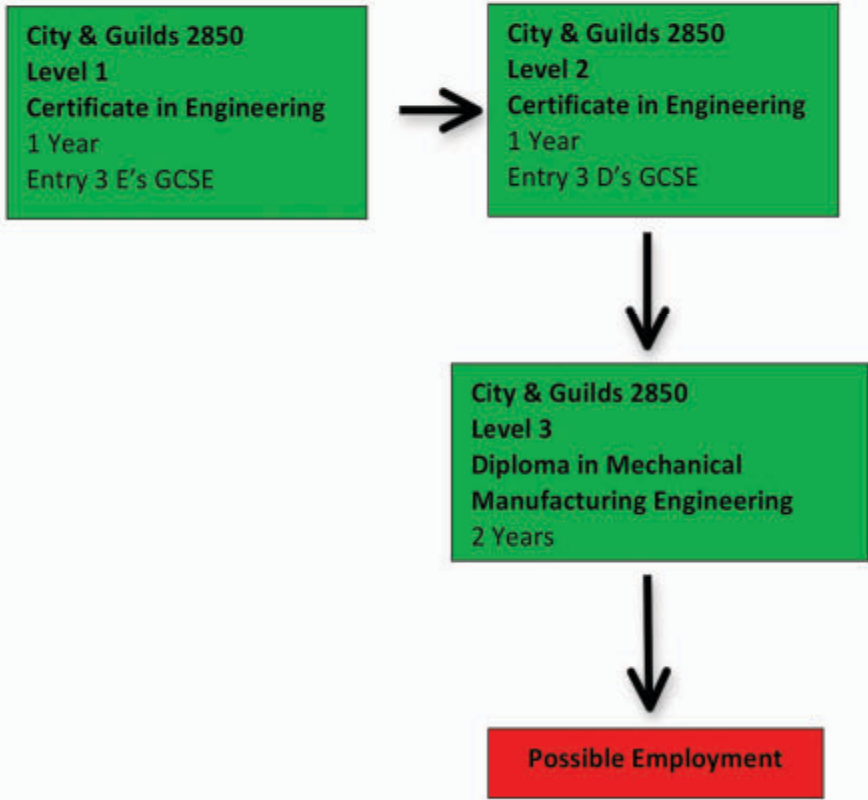 City & Guilds 2850
Level 1
Certificate in Engineering
1 Year
Entry 3 E's GCSE
City & Guilds 2850
Level 2
Certificate in Engineering
1 Year
Entry 3 D's GCSE
City & Guilds 2850
Level 3
Diploma in Mechanical
Manufacturing Engineering
2 Years
Possible Employment